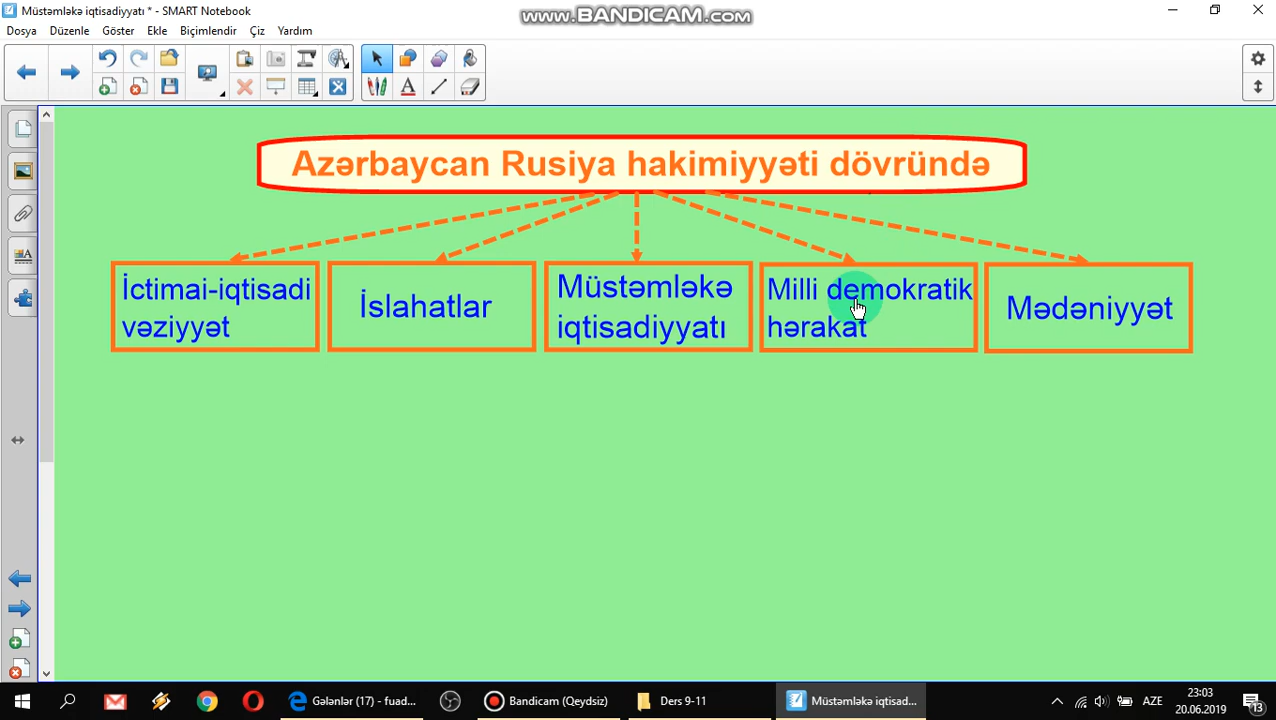 Müstəmləkə iqtisadiyyatı * - SMART Notebook
www.BANDICAM.com
Dosya Düzenle Göster Ekle Biçimlendir Çiz Yardım
Azərbaycan Rusiya hakimiyyəti dövründə
İctimai-iqtisadi
vəziyyət
İslahatlar
Müstəmləkə
iqtisadiyyatı
Milli demokratik
hərakat
Mədəniyyət
Gələnlər (17) - fuad...
Bandicam (Qeydsiz)
Ders 9-11
Müstəmləkə iqtisad...
AZE
23:03
20.06.2019
13